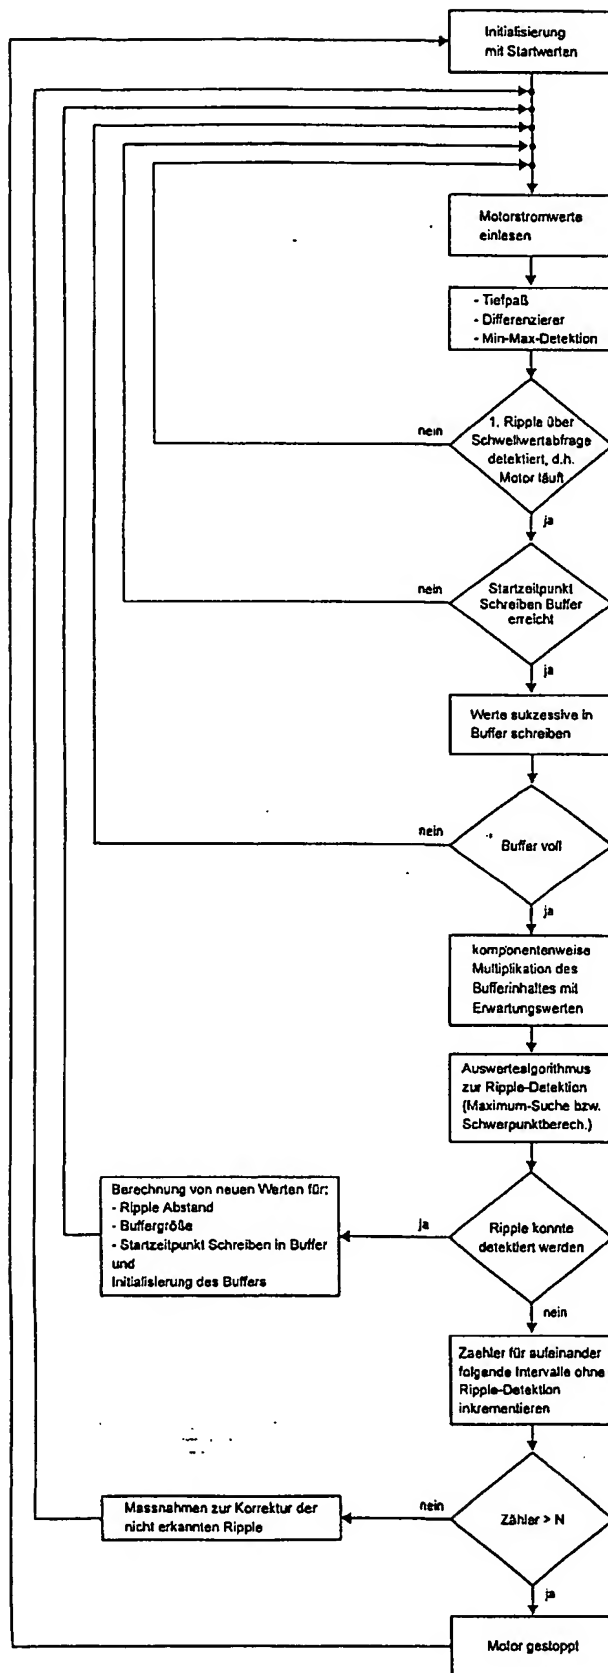 Initialisierung
mit Startwerten
Motorstromwerte
einlesen
- Tiefpaß
- Differenzierer
- Min-Max-Detektion
nein
1. Ripple über
Schwellwertabfrage
detektiert, d.h.
Motor läuft
ja
nein
Startzeitpunkt
Schreiben Buffer
erreicht
ja
Werte sukzessive in
Buffer schreiben
nein
Buffer voll
ja
komponentenweise
Multiplikation des
Bufferinhaltes mit
Erwartungswerten
Auswertealgorithmus
zur Ripple-Detektion
(Maximum-Suche bzw.
Schwerpunktberech.)
Berechnung von neuen Werten für:
- Ripple Abstand
- Buffergröße
- Startzeitpunkt Schreiben in Buffer
und
Initialisierung des Buffers
ja
Ripple konnte
detektiert werden
nein
Zaehler für aufeinander
folgende Intervalle ohne
Ripple-Detektion
inkrementieren
Massnahmen zur Korrektur der
nicht erkannten Ripple
nein
Zähler > N
ja
Motor gestoppt